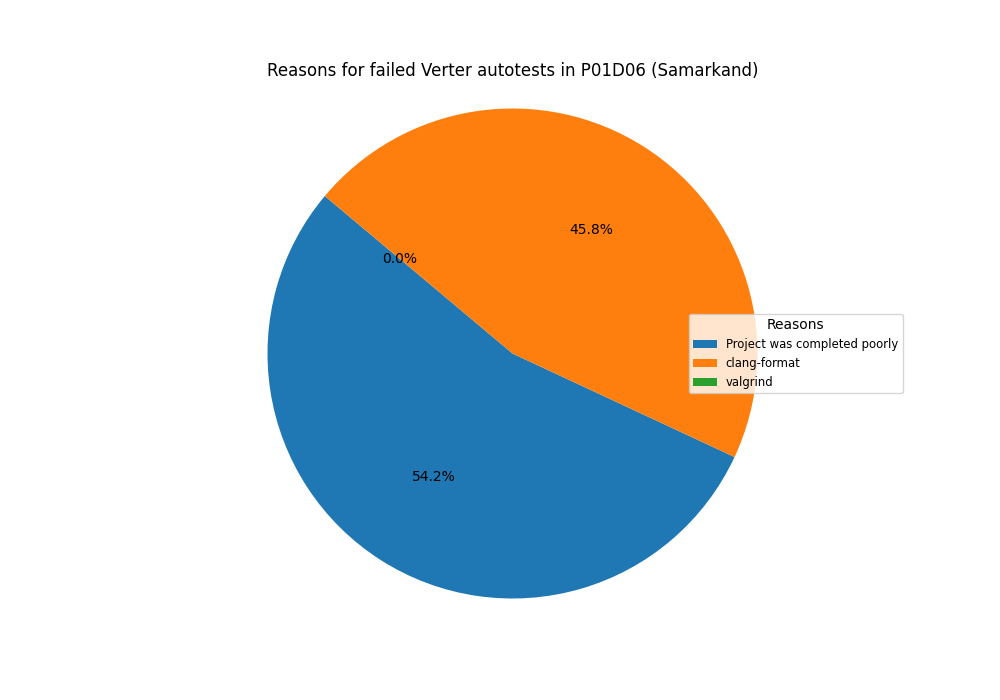 Reasons for failed Verter autotests in P01D06 (Samarkand)
45.8%
0.0%
Reasons
Project was completed poorly
clang-format
valgrind
54.2%